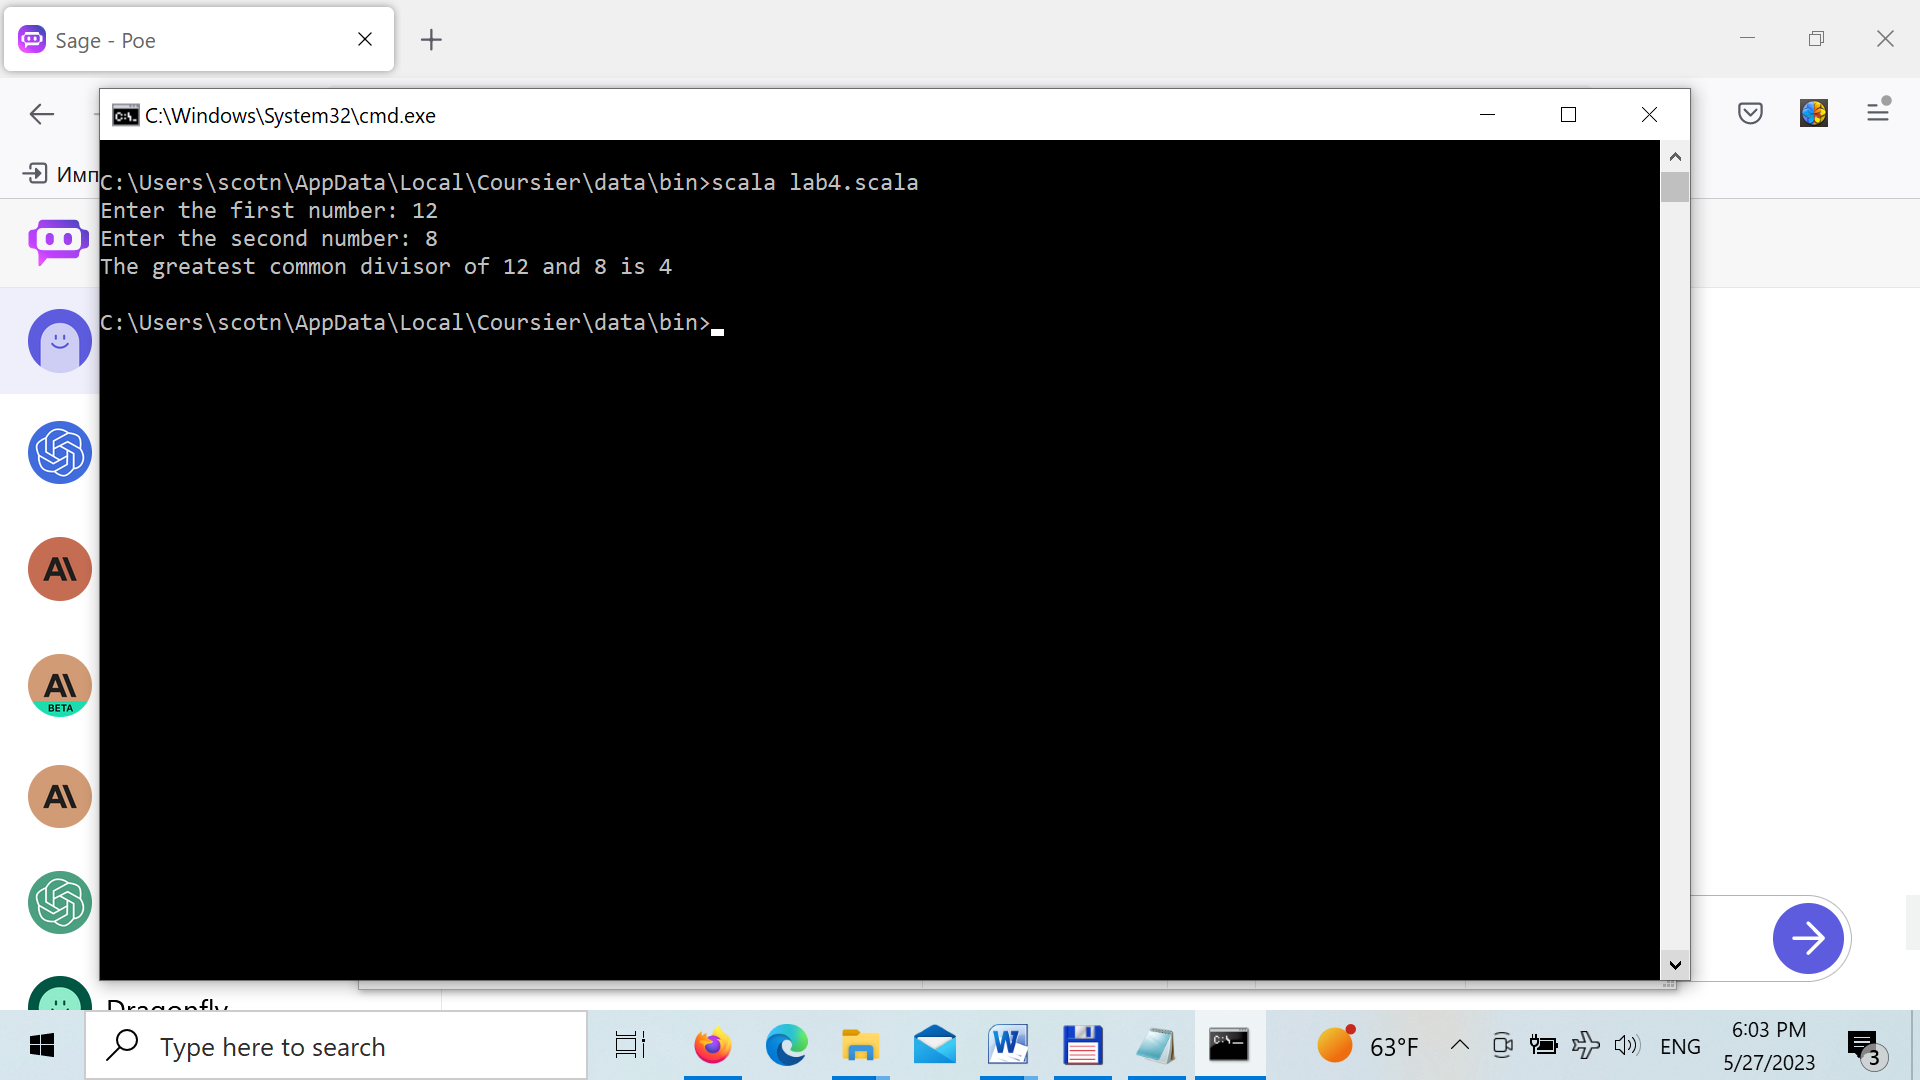 Sage - Poe
C:\Windows\System32\cmd.exe
Имп
C:\Users\scotn\AppData\Local\Coursier\data\bin>scala lab4.scala
Enter the first number: 12
Enter the second number: 8
The greatest common divisor of 12 and 8 is 4
C:\Users\scotn\AppData\Local\Coursier\data\bin>
BETA
Dragonfly
Type here to search
63°F
ENG
6:03 PM
5/27/2023
3